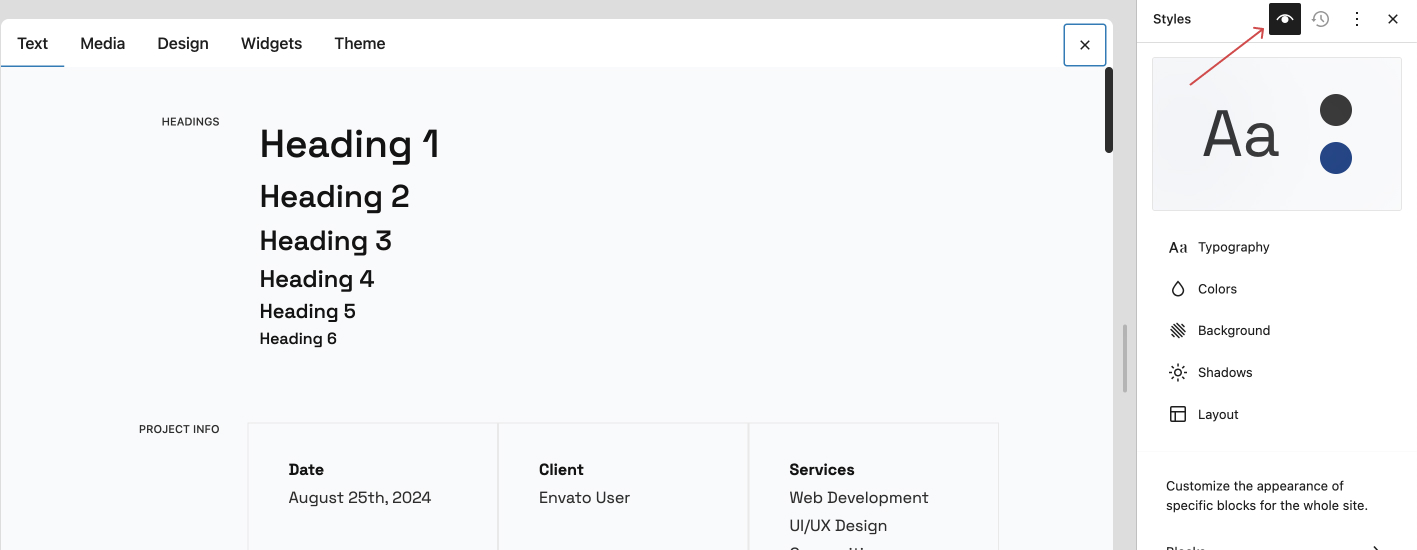 Text Media Design Widgets Theme
HEADINGS
Heading 1
Heading 2
Heading 3
Heading 4
Heading 5
Heading 6
PROJECT INFO
Date
August 25th, 2024
Client
Envato User
Services
Web Development
UI/UX Design
Styles
Aa
Aa Typography
Colors
Background
Shadows
Layout
Customize the appearance of
specific blocks for the whole site.
Blocks